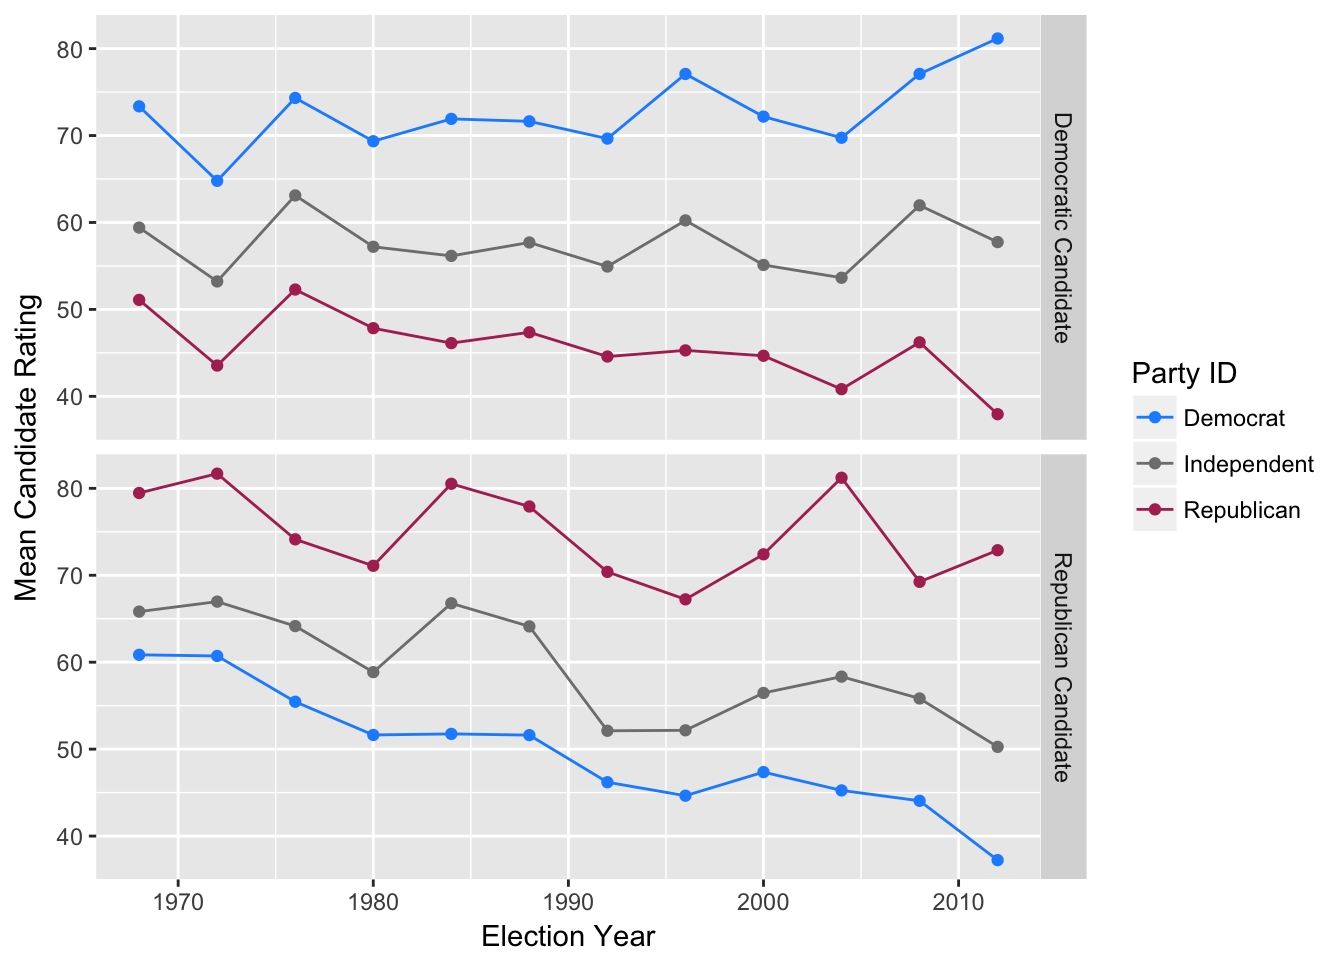 80
70
60
50
40
Democratic Candidate
80
70
60
50
40
Republican Candidate
1970 1980 1990 2000 2010
Election Year
Mean Candidate Rating
Party ID
Democrat
Independent
Republican